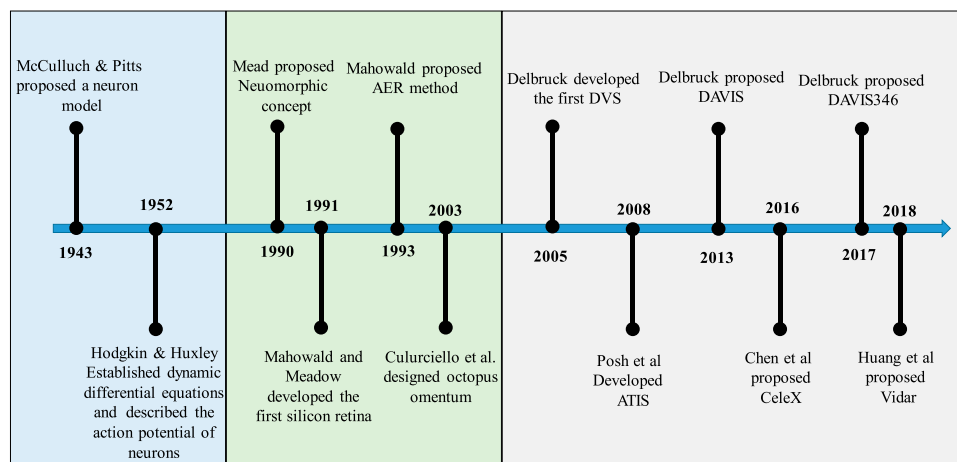 McCulluch & Pitts
proposed a neuron
model
1943
1952
Hodgkin & Huxley
Established dynamic
differential equations
and described the
action potential of
neurons
Mead proposed
Neuomorphic
concept
1990
1991
Mahowald and
Meadow
developed the
first silicon retina
Mahowald proposed
AER method
1993
2003
Culurciello et al.
designed octopus
omentum
Delbruck developed
the first DVS
2005
2008
Posh et al
Developed
ATIS
Delbruck proposed
DAVIS
2013
2016
Chen et al
proposed
CeleX
Delbruck proposed
DAVIS346
2017
2018
Huang et al
proposed
Vidar